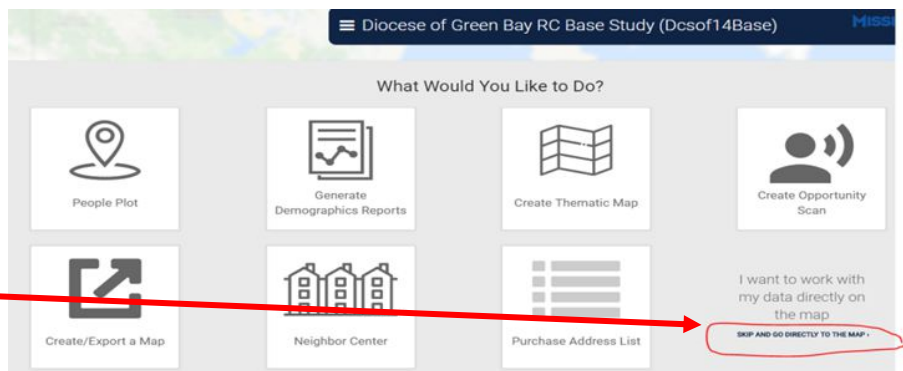 ≡ Diocese of Green Bay RC Base Study (Dcsof14Base)
What Would You Like to Do?
People Plot
Generate
Demographics Reports
Create Thematic Map
Create Opportunity
Scan
Create/Export a Map
Neighbor Center
Purchase Address List
I want to work with
my data directly on
the map
SKIP AND GO DIRECTLY TO THE MAP ›